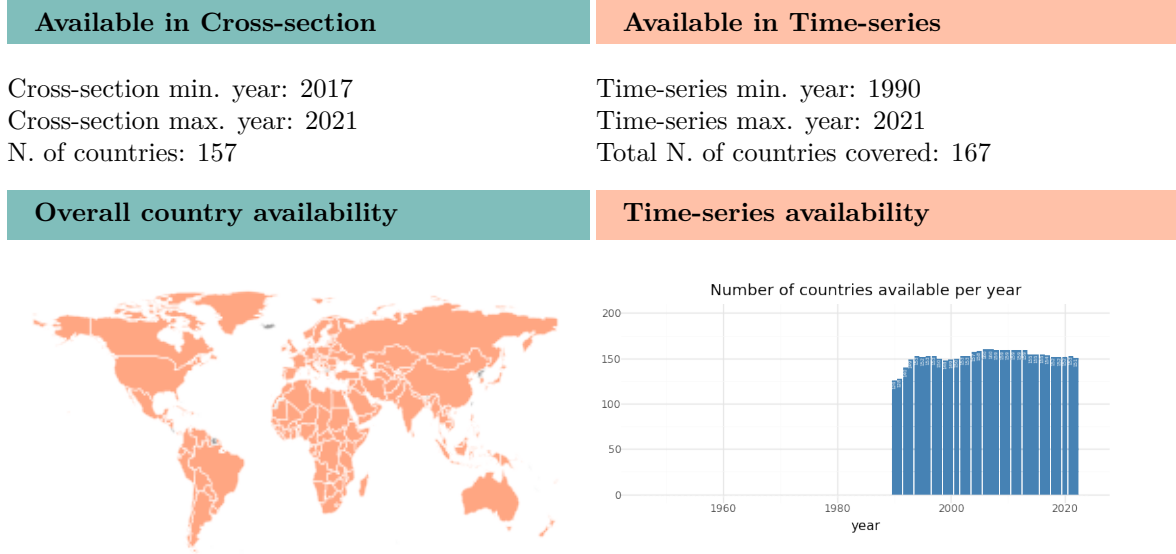 Available in Cross-section
Available in Time-series
Cross-section min. year: 2017
Cross-section max. year: 2021
N. of countries: 157
Time-series min. year: 1990
Time-series max. year: 2021
Total N. of countries covered: 167
Overall country availability
Time-series availability
Number of countries available per year
200
150
100
50
0
1960
1980
2000
2020
year